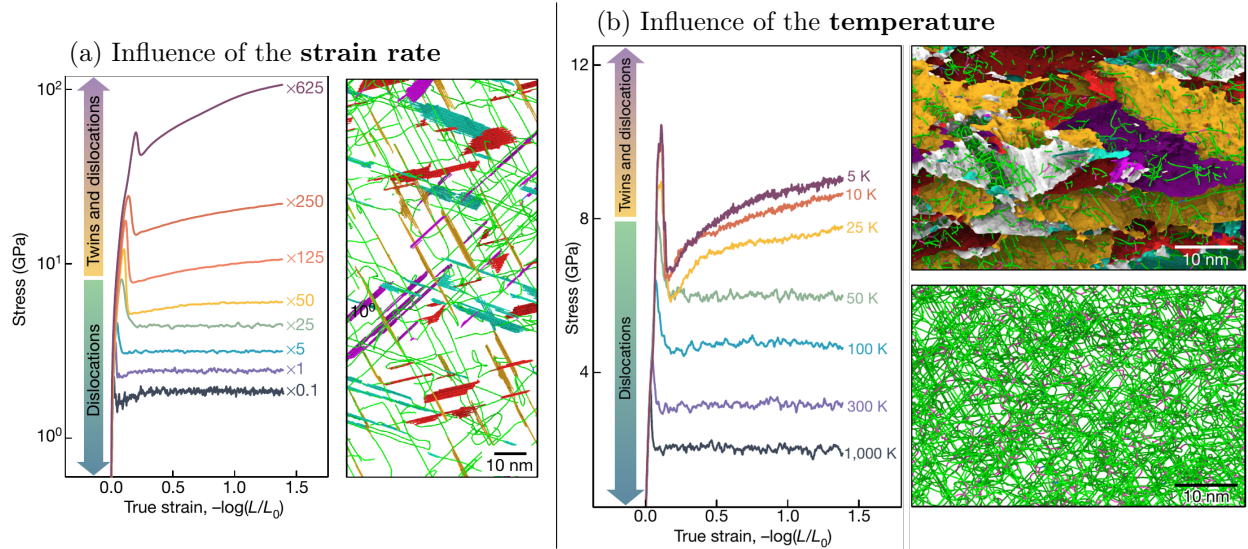 (a) Influence of the strain rate
Stress (GPa)
10²
10¹
10⁰
Twins and dislocations
Dislocations
×625
×250
×125
×50
×25
×5
×1
×0.1
0.0 0.5 1.0 1.5
True strain, –log(L/L₀)
10⁰
10 nm
(b) Influence of the temperature
Stress (GPa)
12
8
4
Twins and dislocations
Dislocations
5 K
10 K
25 K
50 K
100 K
300 K
1,000 K
0.0 0.5 1.0 1.5
True strain, –log(L/L₀)
10 nm
10 nm